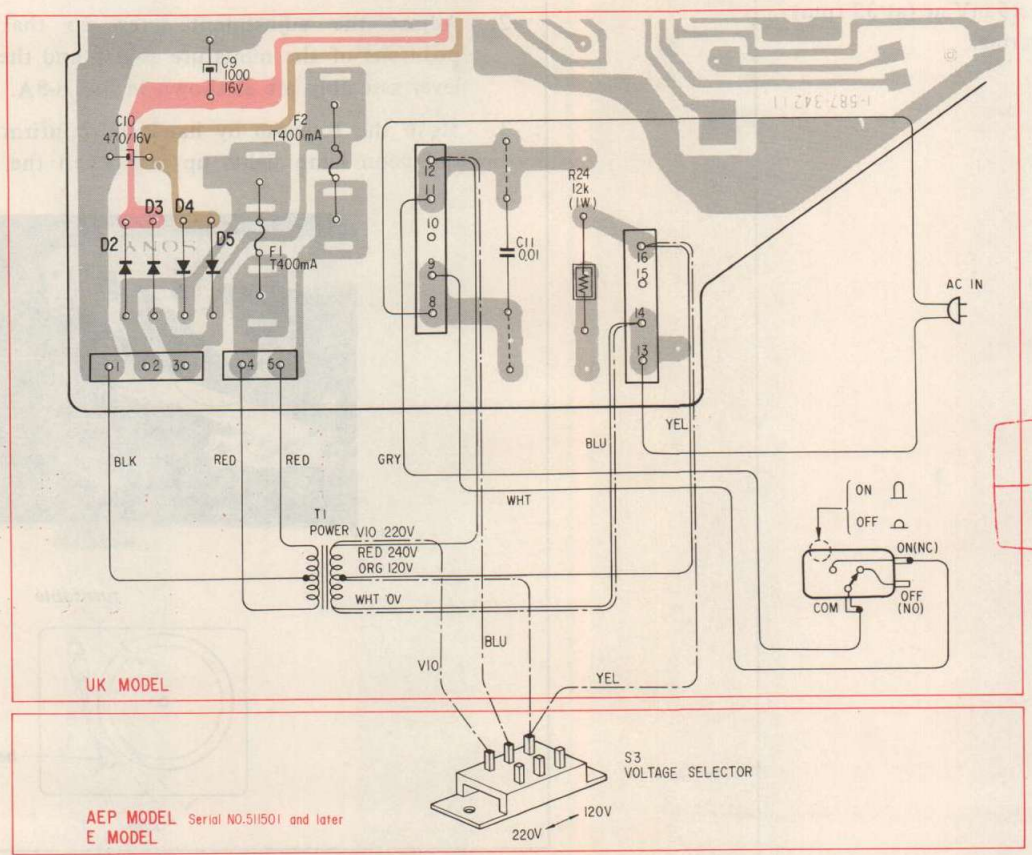 C9
1000
16V
C10
470/16V
F2
T400mA
D3 D4
D2
D5
SONY
F1
T400mA
12
11
10
9
8
C11
0.01
R24
12k
(1W)
16
15
14
13
1-587-342 11
AC IN
1 2 3
4 5
BLK
RED
RED
GRY
WHT
BLU
YEL
T1
POWER
VIO 220V
RED 240V
ORG 120V
WHT 0V
ON
OFF
ON(NC)
OFF
(NO)
COM
VIO
BLU
YEL
UK MODEL
S3
VOLTAGE SELECTOR
120V
220V
AEP MODEL Serial NO.511501 and later
E MODEL